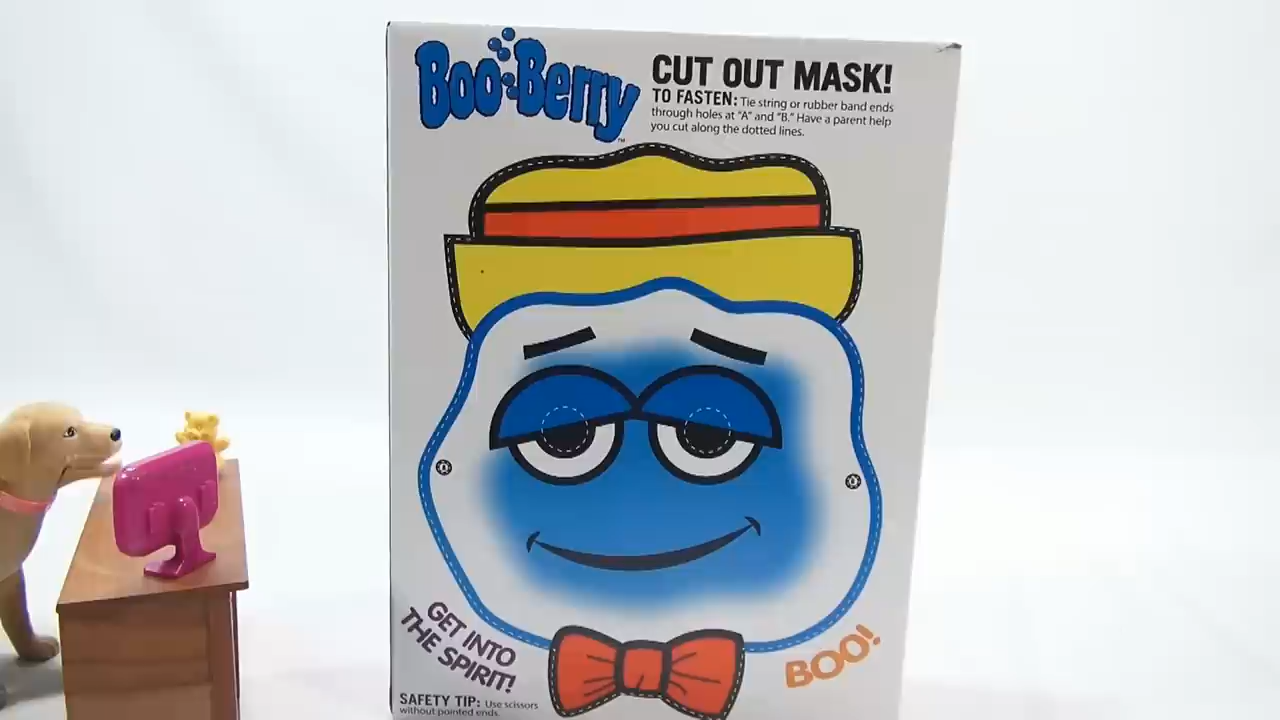 Boo Berry™
CUT OUT MASK!
TO FASTEN: Tie string or rubber band ends
through holes at "A" and "B." Have a parent help
you cut along the dotted lines.
GET INTO
THE SPIRIT!
BOO!
SAFETY TIP: Use scissors
without pointed ends.